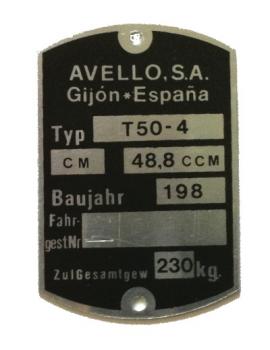 AVELLO, S.A.
Gijón*España
Typ T50-4
CM 48,8 CCM
Baujahr 198
Fahr-
gestNr
ZulGesamtgew 230 kg.